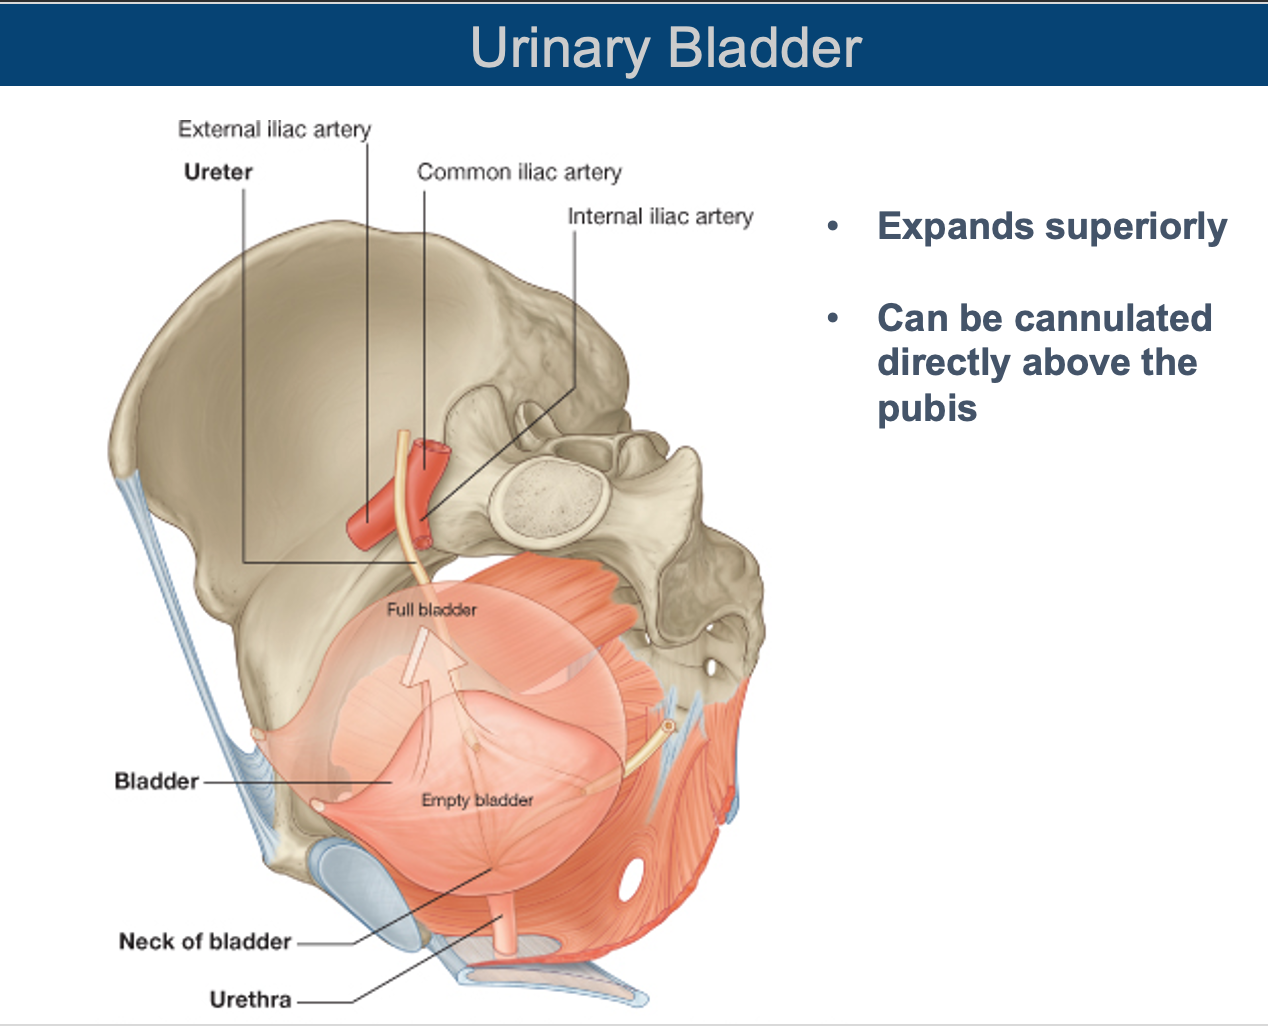 Urinary Bladder
External iliac artery
Ureter
Common iliac artery
Internal iliac artery
• Expands superiorly
• Can be cannulated
directly above the
pubis
Full bladder
Bladder
Empty bladder
Neck of bladder
Urethra